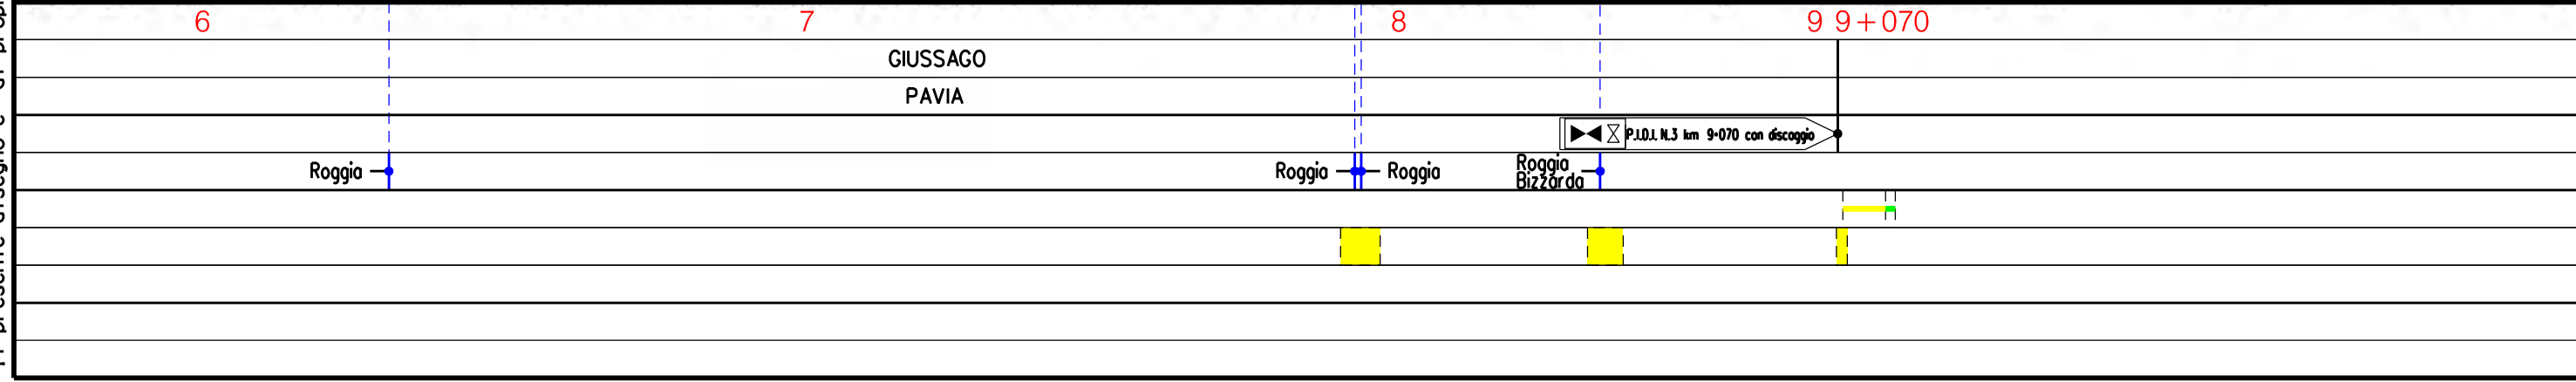 6 7 8 9 9+070
GIUSSAGO
PAVIA
P.I.D.I. N.3 km 9+070 con discaggio
Roggia Roggia Roggia Roggia
Bizzarda